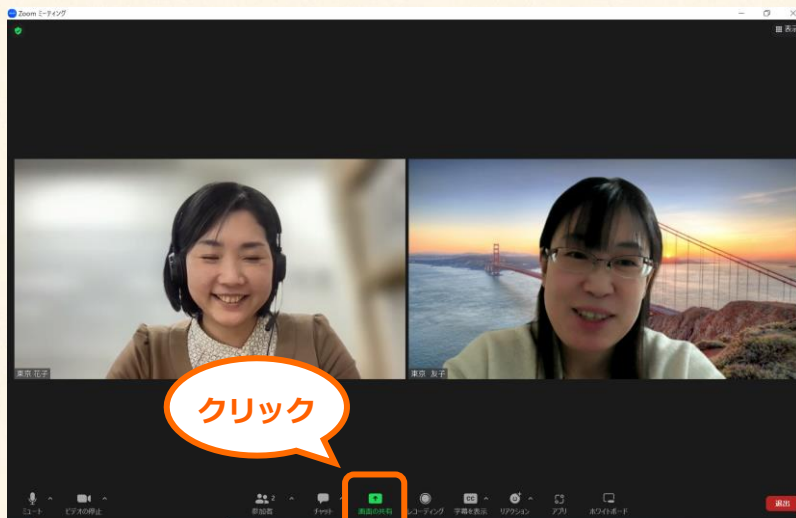 Zoom ミーティング
表示
東京 花子
東京 友子
クリック
ミュート
ビデオの停止
参加者
2
チャット
画面の共有
レコーディング
CC
字幕を表示
リアクション
アプリ
ホワイトボード
退出